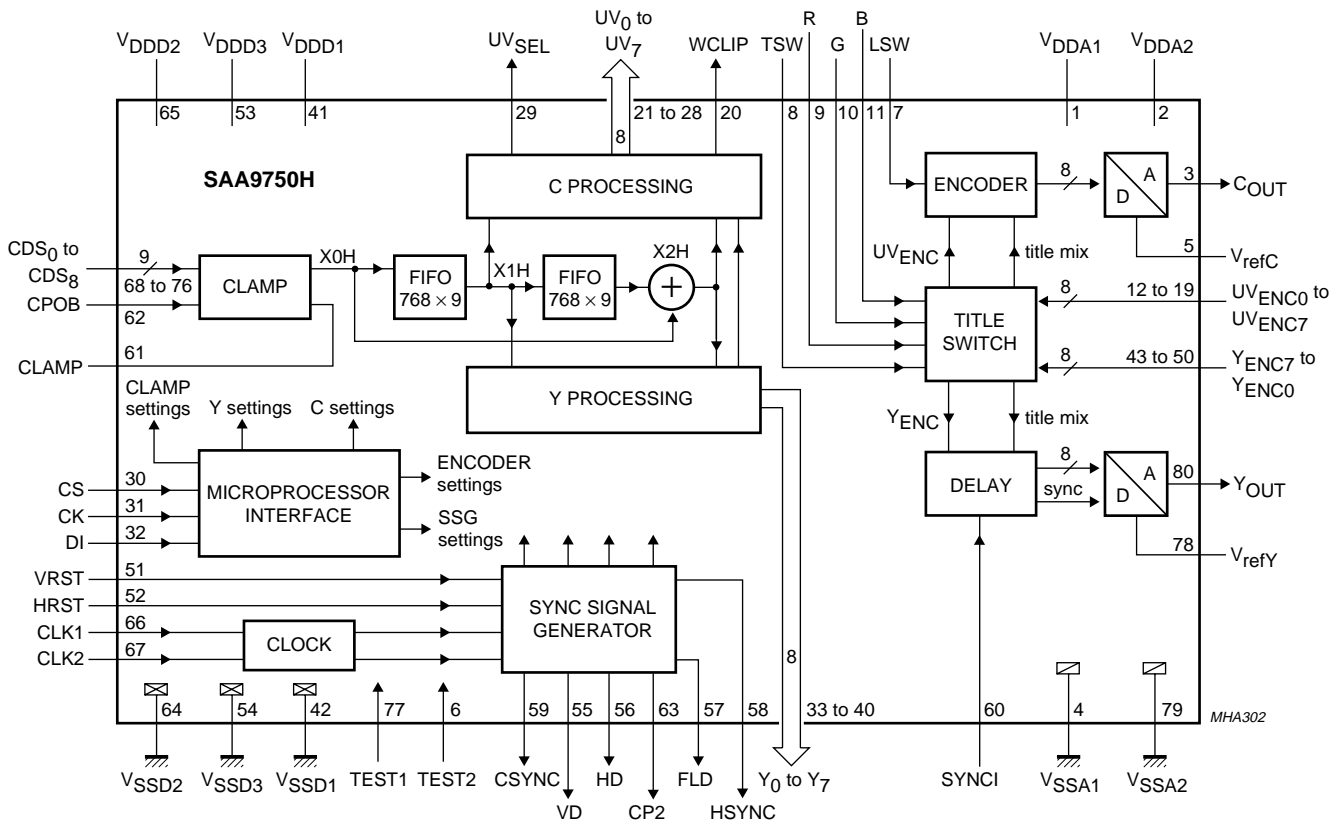 UV0 to
UV7
R
B
VDDD2
VDDD3
VDDD1
UVSEL
WCLIP
TSW
G
LSW
VDDA1
VDDA2
65
53
41
29
8
21 to 28
20
8
9
10
11
7
1
2
SAA9750H
C PROCESSING
ENCODER
8
A
D
3
COUT
5
VrefC
CDS0 to
CDS8
9
68 to 76
CPOB
62
CLAMP
X0H
FIFO
768 × 9
X1H
FIFO
768 × 9
X2H
+
UVENC
title mix
TITLE
SWITCH
8
12 to 19
UVENC0 to
UVENC7
8
43 to 50
YENC7 to
YENC0
CLAMP
61
Y PROCESSING
CLAMP
settings
Y settings
C settings
YENC
title mix
CS
30
CK
31
DI
32
MICROPROCESSOR
INTERFACE
ENCODER
settings
SSG
settings
DELAY
8
sync
A
D
80
YOUT
78
VrefY
VRST
51
HRST
52
CLK1
66
CLK2
67
CLOCK
SYNC SIGNAL
GENERATOR
8
64
54
42
77
6
59
55
56
63
57
58
33 to 40
60
4
79
MHA302
VSSD2
VSSD3
VSSD1
TEST1
TEST2
CSYNC
VD
HD
CP2
FLD
HSYNC
Y0 to Y7
SYNCI
VSSA1
VSSA2